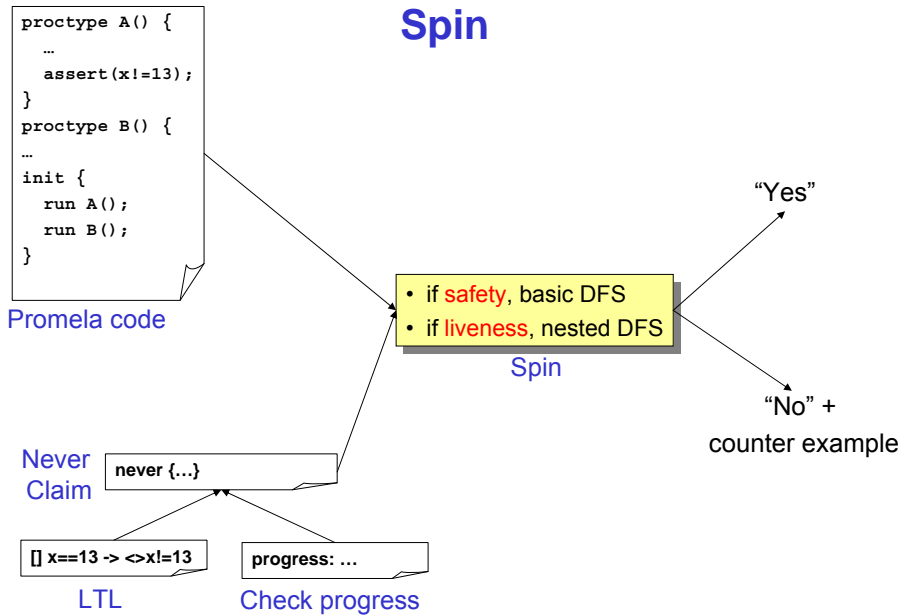 Spin
proctype A() {
…
assert(x!=13);
}
proctype B() {
…
init {
run A();
run B();
}
Promela code
• if safety, basic DFS
• if liveness, nested DFS
Spin
“Yes”
“No” +
counter example
Never
Claim
never {…}
[] x==13 -> <>x!=13
LTL
progress: …
Check progress